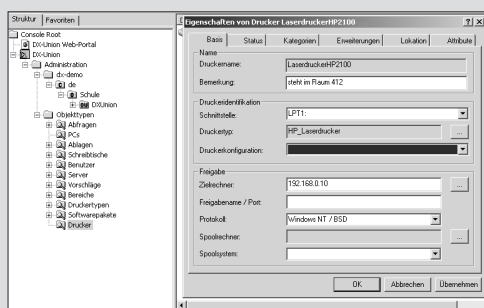 Struktur
Favoriten
Console Root
DX-Union Web-Portal
DX-Union
Administration
dx-demo
de
Schule
DXUnion
Objekttypen
Abfragen
PCs
Ablagen
Schreibtische
Benutzer
Server
Vorschläge
Bereiche
Druckertypen
Softwarepakete
Drucker
Eigenschaften von Drucker LaserdruckerHP2100
Basis
Status
Kategorien
Erweiterungen
Lokation
Attribute
Name
Druckername:
LaserdruckerHP2100
Bemerkung:
steht im Raum 412
Druckeridentifikation
Schnittstelle:
LPT1:
Druckertyp:
HP_Laserdrucker
...
Druckerkonfiguration:
Freigabe
Zielrechner:
192.168.0.10
...
Freigabename / Port:
Protokoll:
Windows NT / BSD
Spoolrechner:
...
Spoolsystem:
OK
Abbrechen
Übernehmen